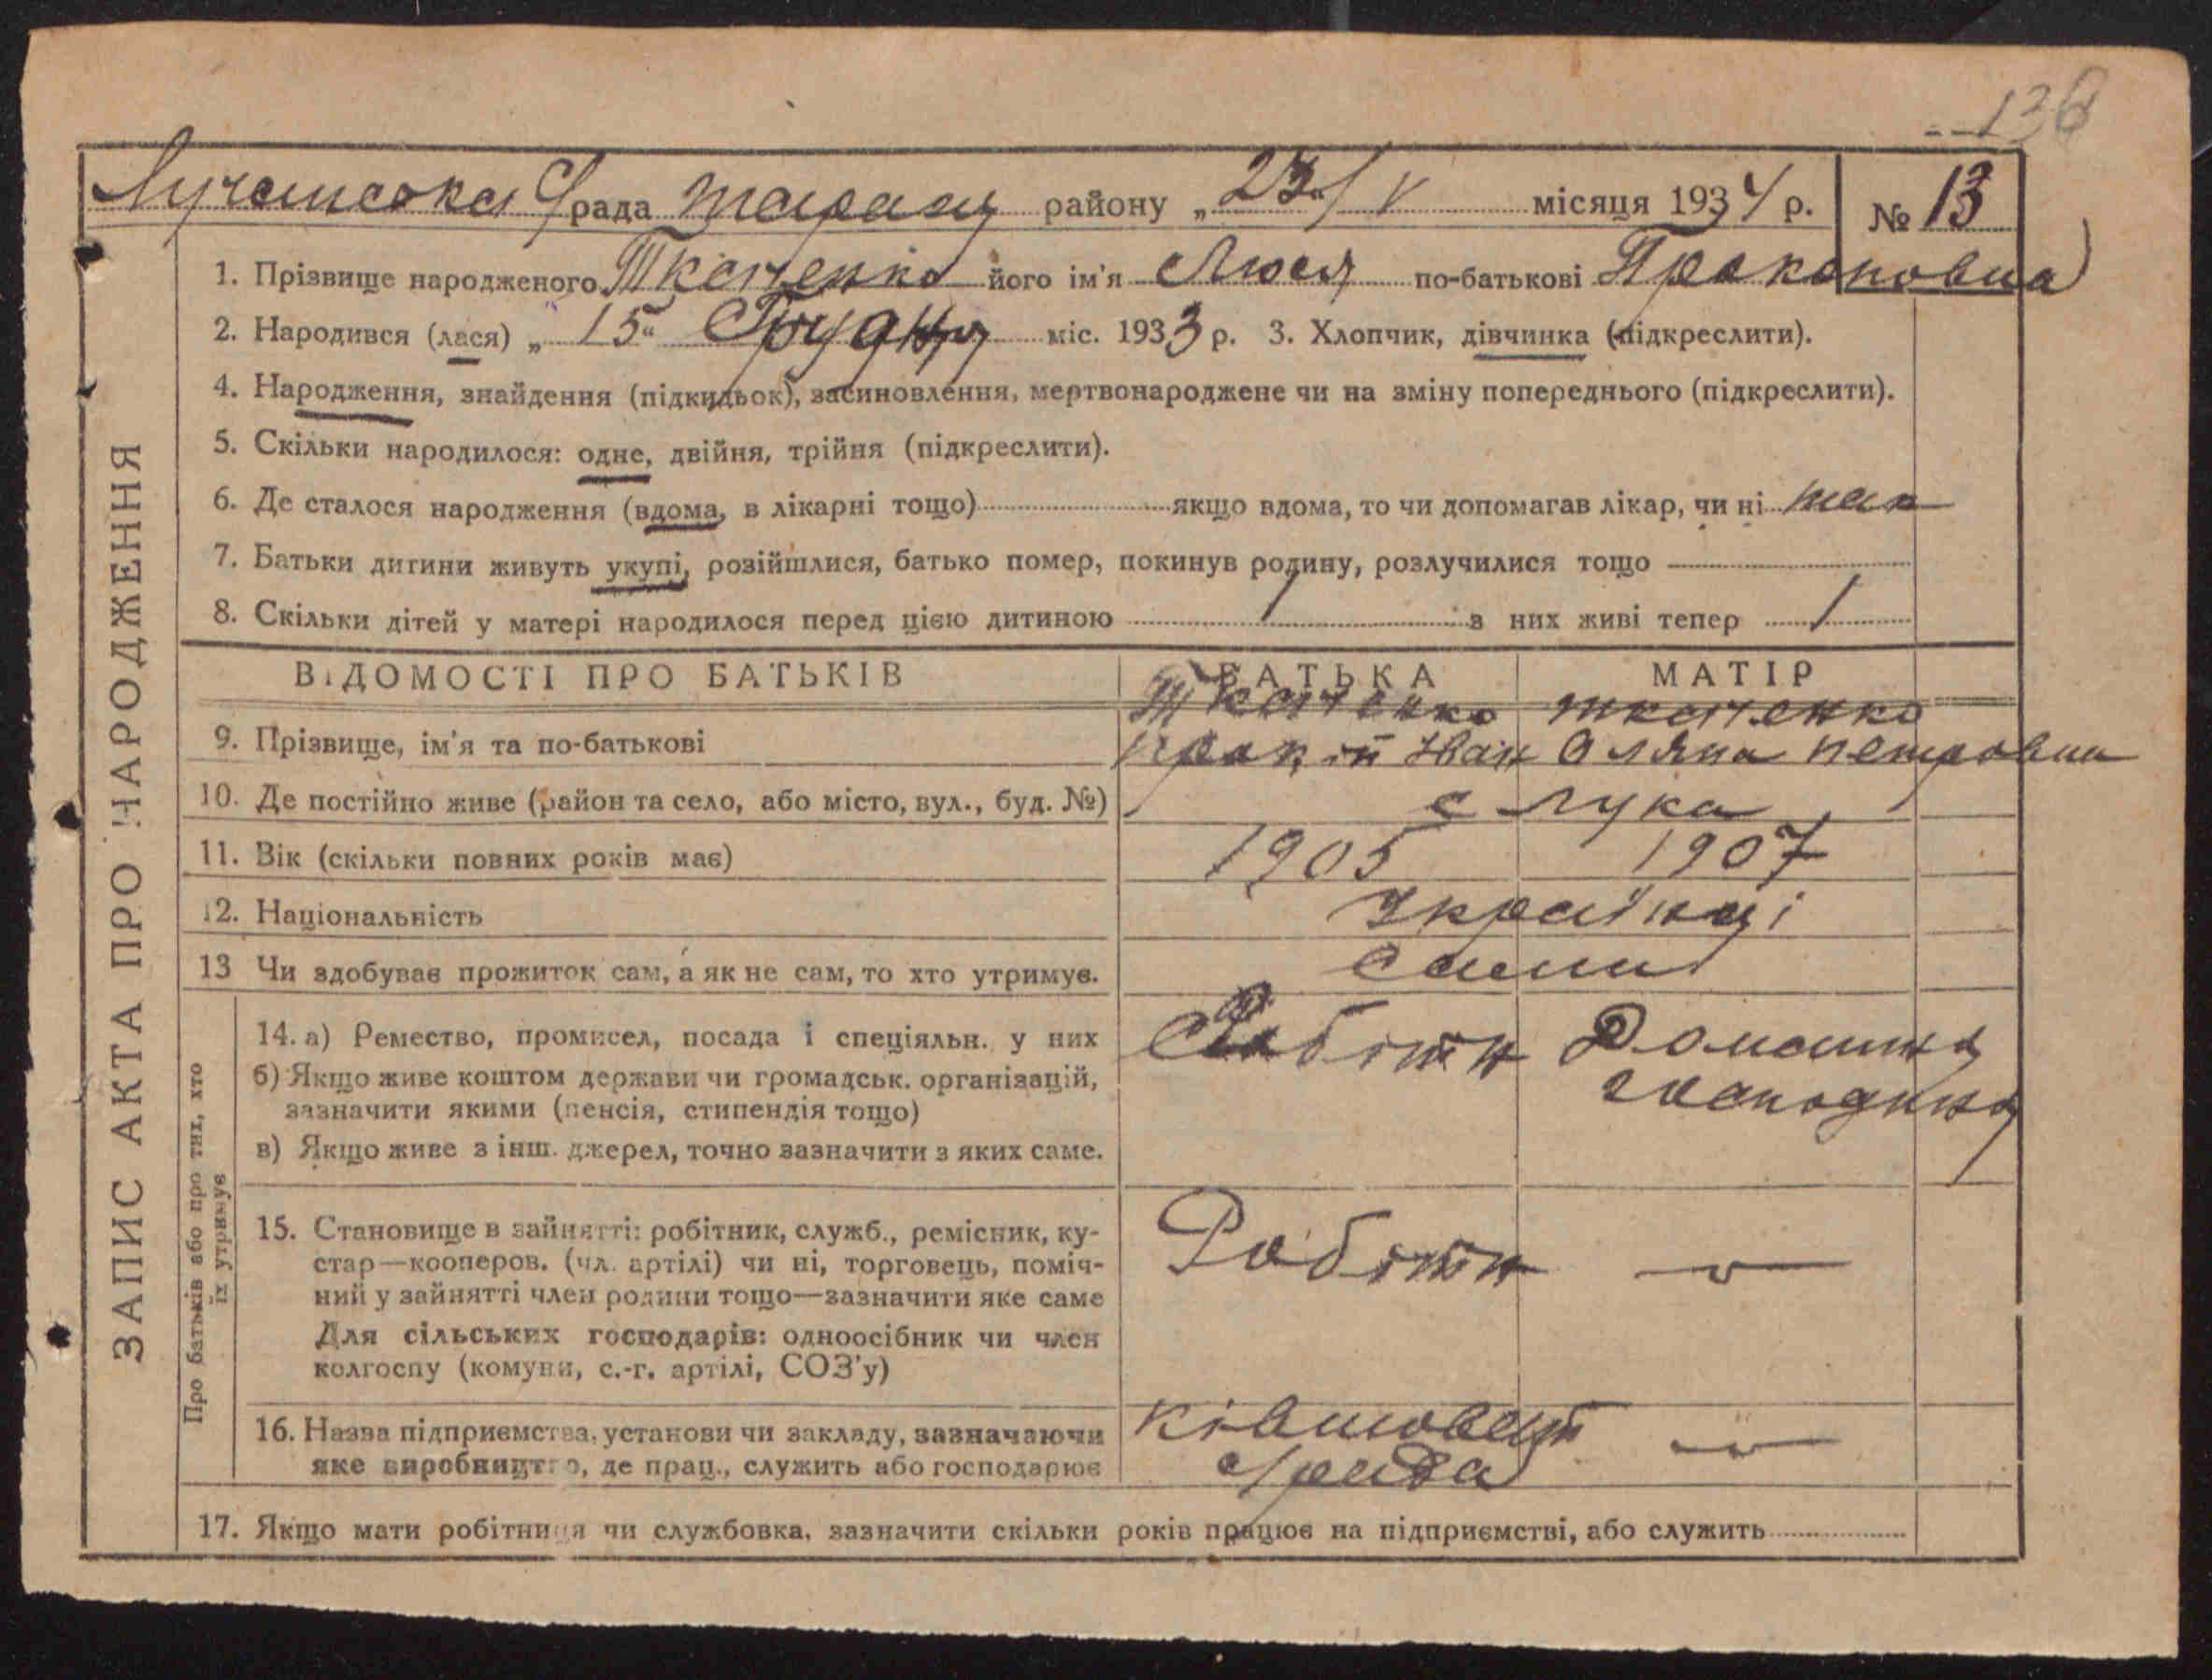 136
Лучанська С/рада Таращ району „23“/V місяця 1934 р. № 13
1. Прізвище народженого Ткаченко його ім'я Люся по-батькові Прокоповна
2. Народився (лася) „15“ Грудня міс. 1933 р. 3. Хлопчик, дівчинка (підкреслити).
4. Народження, знайдення (підкидьок), засиновлення, мертвонароджене чи на зміну попереднього (підкреслити).
5. Скільки народилося: одне, двійня, трійня (підкреслити).
6. Де сталося народження (вдома, в лікарні тощо) якщо вдома, то чи допомагав лікар, чи ні так
7. Батьки дитини живуть укупі, розійшлися, батько помер, покинув родину, розлучилися тощо
8. Скільки дітей у матері народилося перед цією дитиною 1 з них живі тепер 1
ВІДОМОСТІ ПРО БАТЬКІВ БАТЬКА МАТІР
Ткаченко Ткаченко
9. Прізвище, ім'я та по-батькові Прокіп Іван Оляна Петровна
10. Де постійно живе (район та село, або місто, вул., буд. №) с Лука
11. Вік (скільки повних років має) 1905 1907
12. Національність Українці
13 Чи здобуває прожиток сам, а як не сам, то хто утримує. Сами
14. а) Ремество, промисел, посада і спеціяльн. у них Робітн Домашня
б) Якщо живе коштом держави чи громадськ. організацій, господиня
зазначити якими (пенсія, стипендія тощо)
в) Якщо живе з інш. джерел, точно зазначити з яких саме.
15. Становище в зайнятті: робітник, служб., ремісник, ку-
стар—кооперов. (чл. артілі) чи ні, торговець, поміч- Робітн
ний у зайнятті член родини тощо—зазначити яке саме
Для сільських господарів: одноосібник чи член
колгоспу (комуни, с.-г. артілі, СОЗ'у)
16. Назва підприємства, установи чи закладу, зазначаючи
яке виробництво, де прац., служить або господарює С/рада
17. Якщо мати робітниця чи службовка, зазначити скільки років працює на підприємстві, або служить
ЗАПИС АКТА ПРО НАРОДЖЕННЯ
Про батьків або про тих, хто
їх утримує